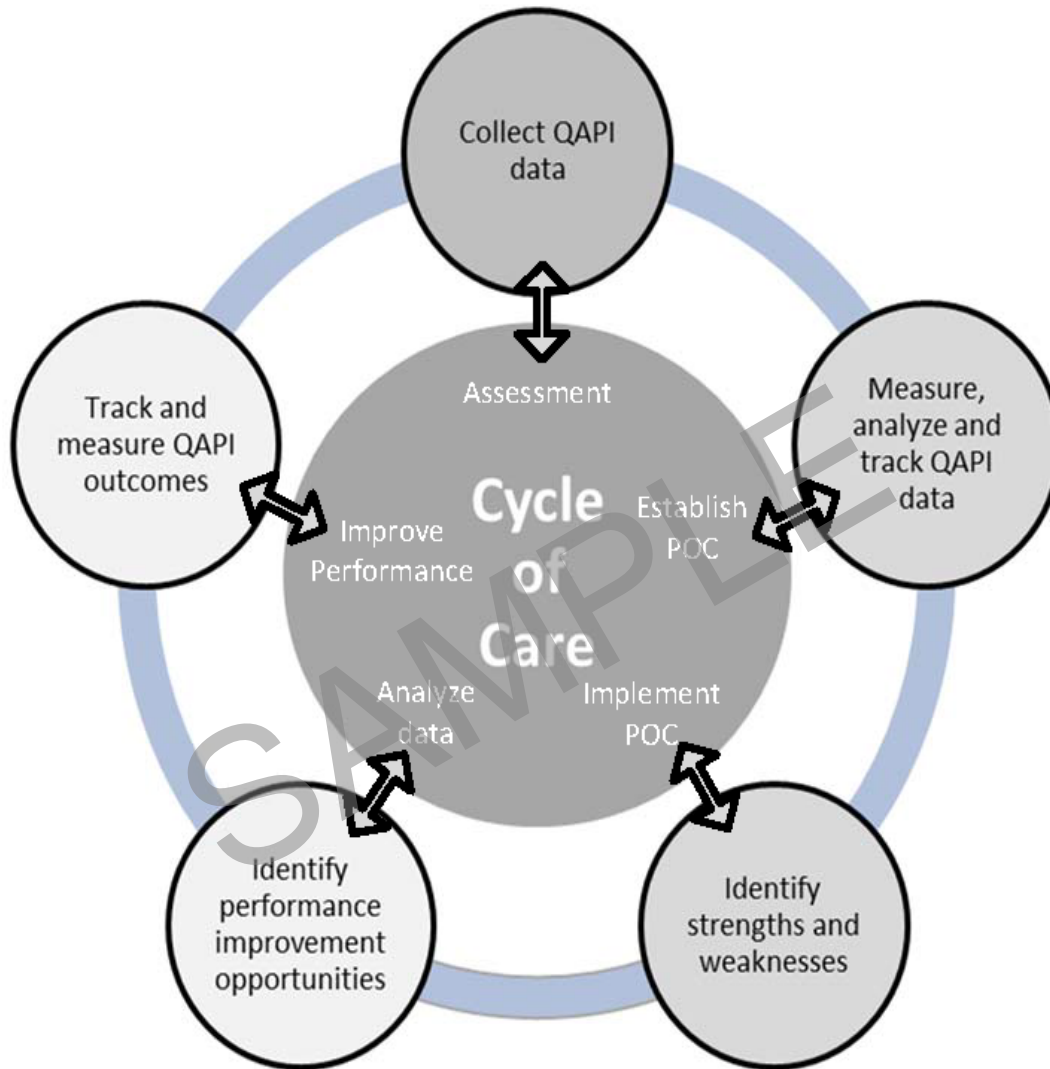 Collect QAPI
data
Assessment
Measure,
analyze and
track QAPI
data
Track and
measure QAPI
outcomes
Cycle
of
Care
Establish
POC
Improve
Performance
Analyze
data
Implement
POC
Identify
performance
improvement
opportunities
Identify
strengths and
weaknesses
SAMPLE